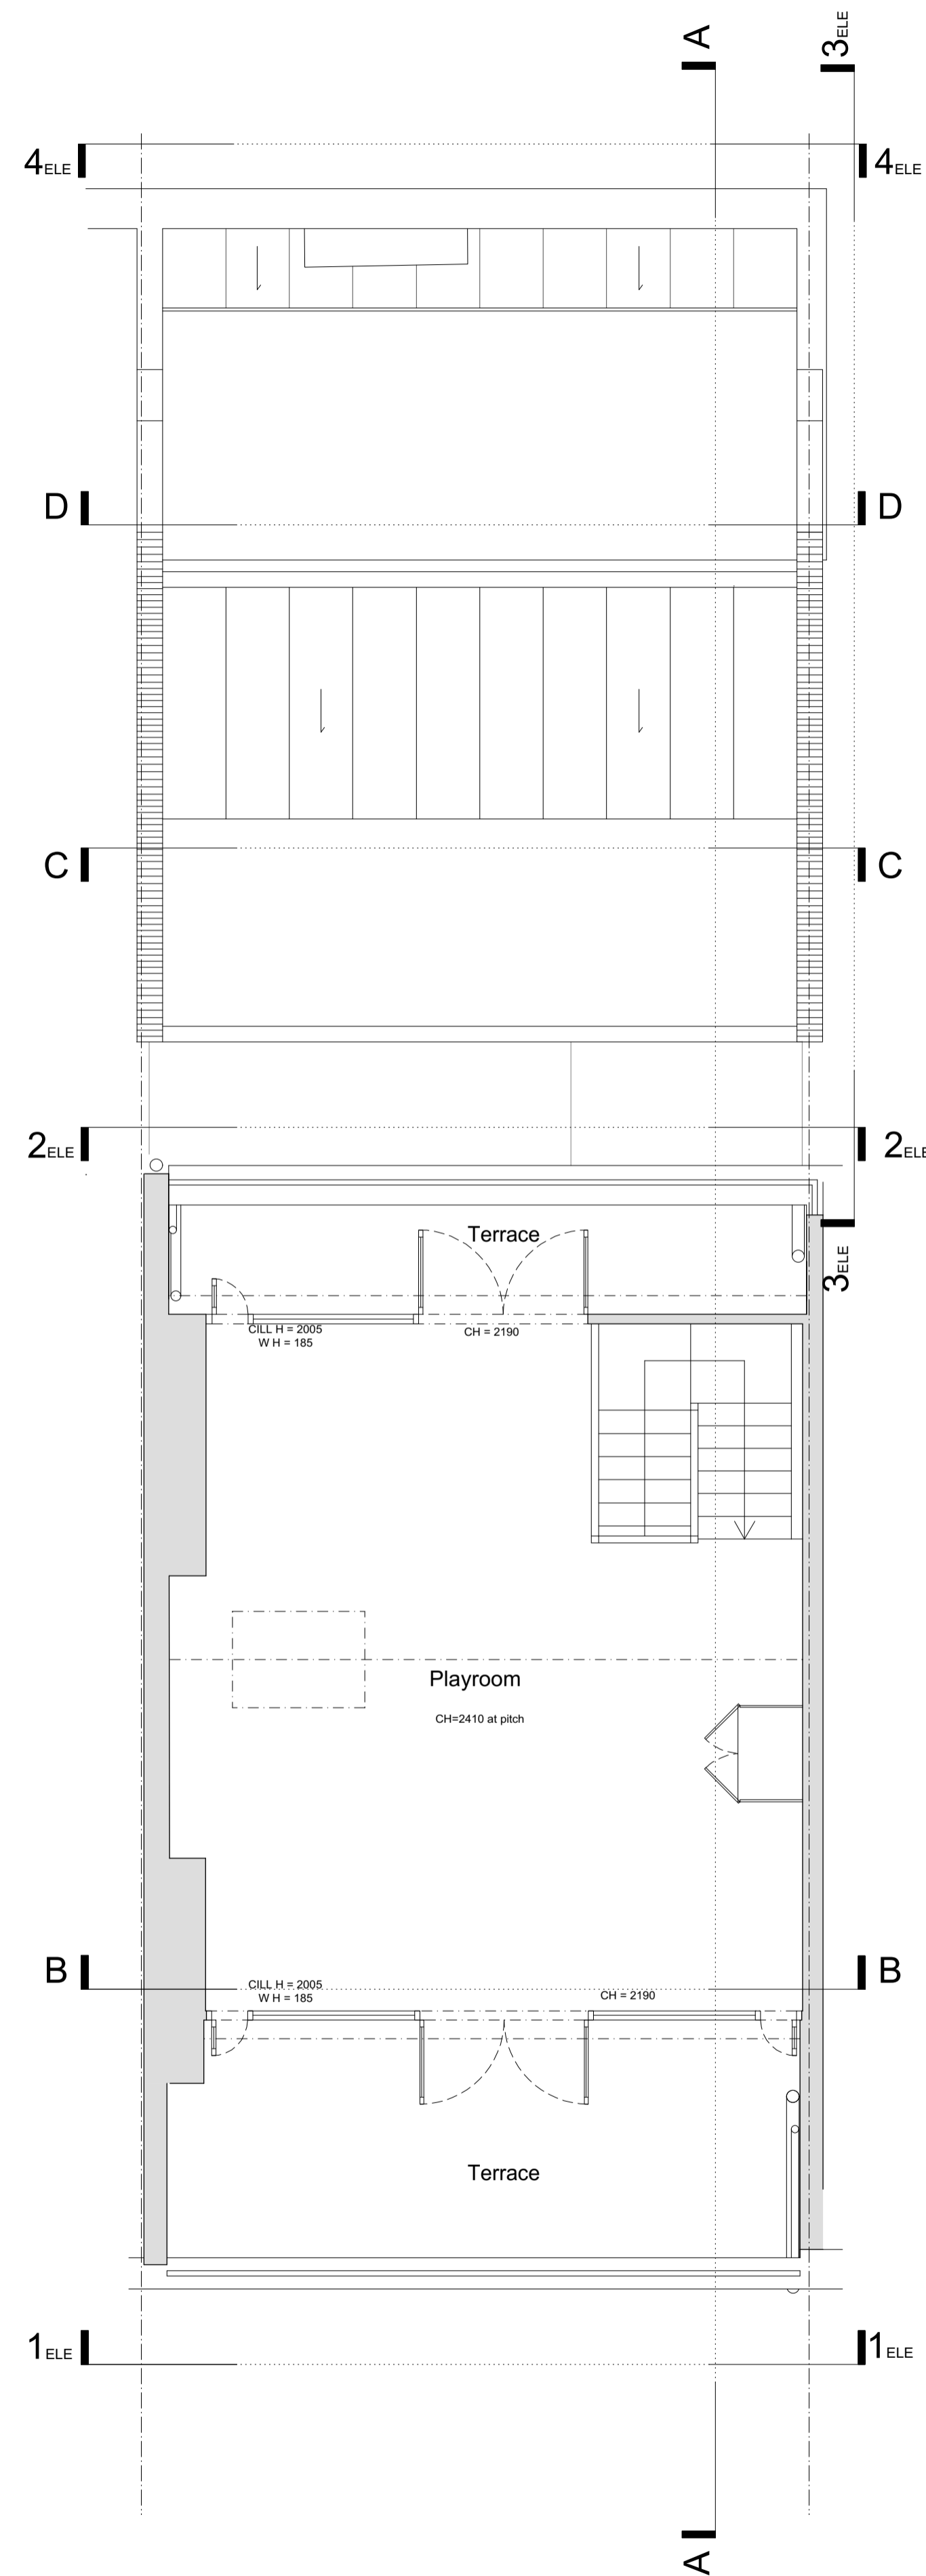 A
3ELE
4ELE
4ELE
D
D
C
C
2ELE
2ELE
Terrace
3ELE
CILL H = 2005
W H = 185
CH = 2190
Playroom
CH=2410 at pitch
B
B
CILL H = 2005
W H = 185
CH = 2190
Terrace
1ELE
1ELE
A